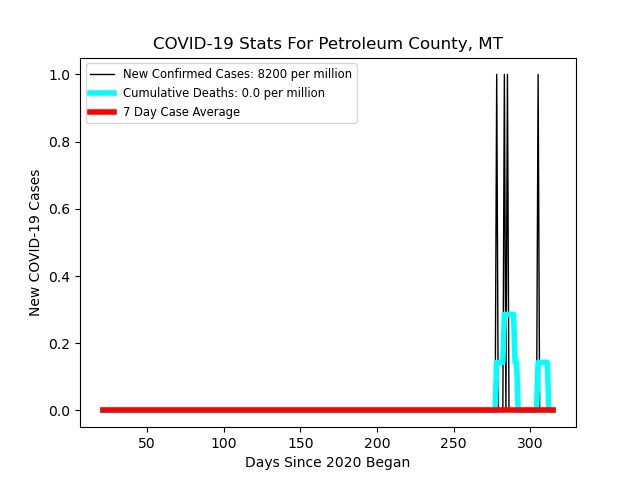 COVID-19 Stats For Petroleum County, MT
New Confirmed Cases: 8200 per million
Cumulative Deaths: 0.0 per million
7 Day Case Average
1.0
0.8
0.6
0.4
0.2
0.0
New COVID-19 Cases
50 100 150 200 250 300
Days Since 2020 Began